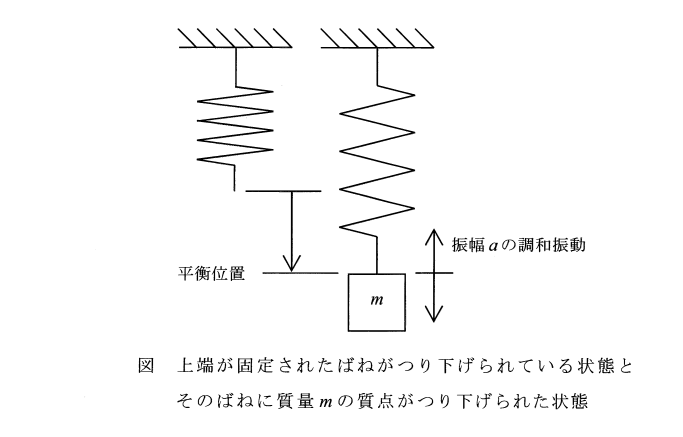 振幅aの調和振動
平衡位置
m
図 上端が固定されたばねがつり下げられている状態と
そのばねに質量mの質点がつり下げられた状態